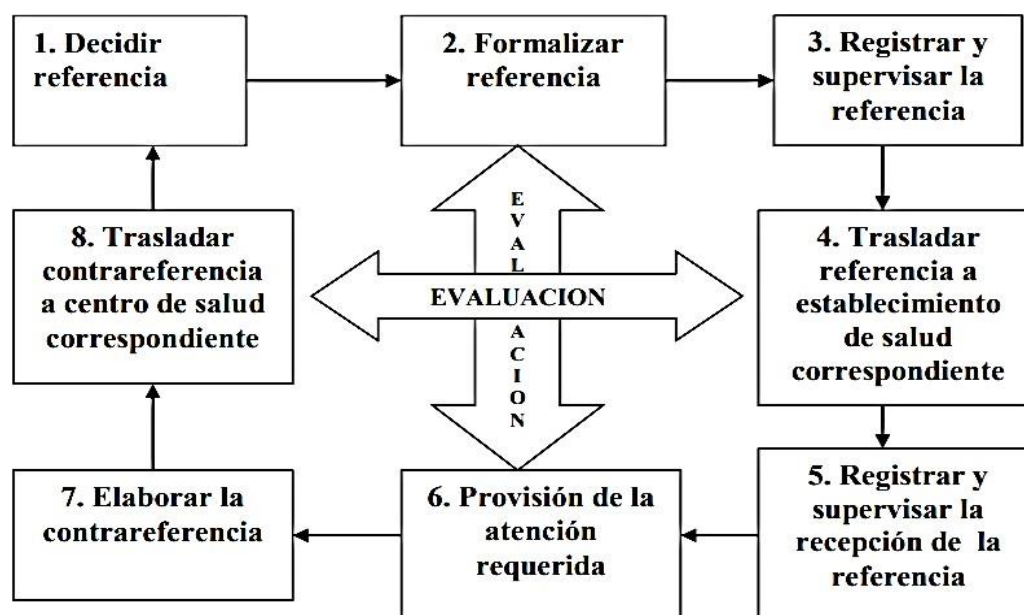 1. Decidir
referencia
2. Formalizar
referencia
3. Registrar y
supervisar la
referencia
8. Trasladar
contrareferencia
a centro de salud
correspondiente
E
V
A
L
EVALUACION
A
C
I
O
N
4. Trasladar
referencia a
establecimiento
de salud
correspondiente
7. Elaborar la
contrareferencia
6. Provisión de la
atención
requerida
5. Registrar y
supervisar la
recepción de la
referencia